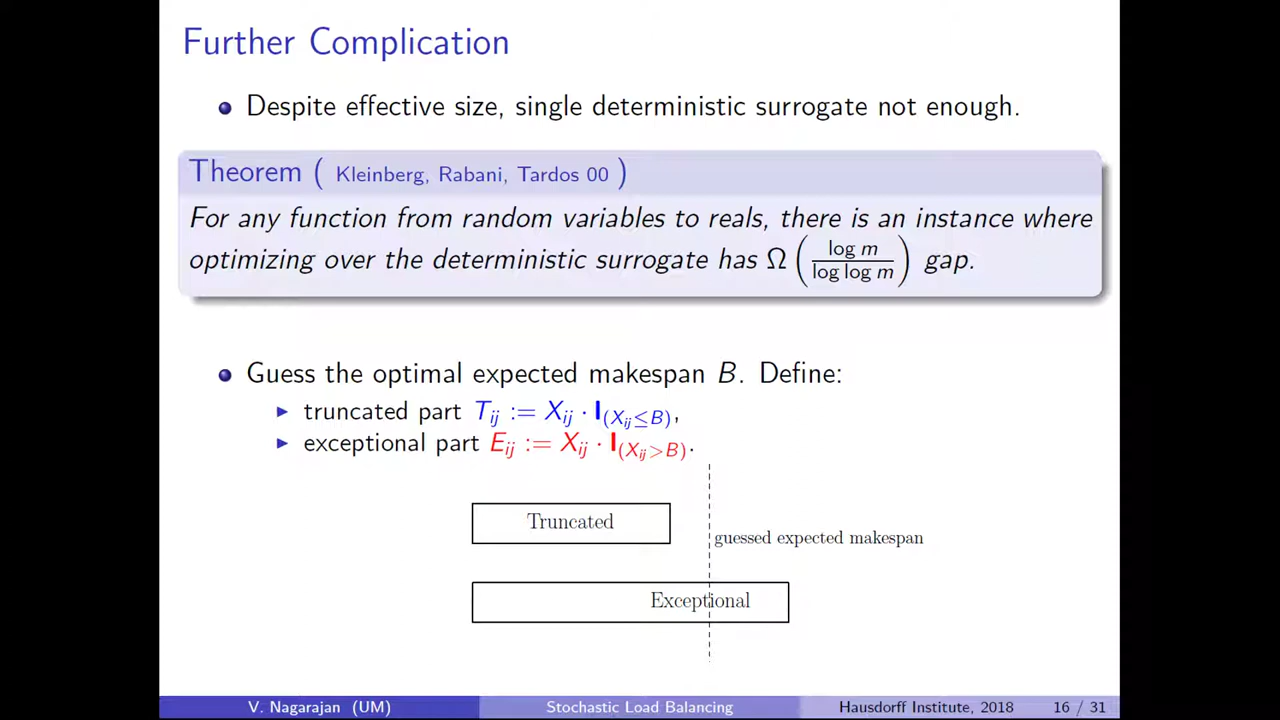 Further Complication
Despite effective size, single deterministic surrogate not enough.
Theorem ( Kleinberg, Rabani, Tardos 00 )
For any function from random variables to reals, there is an instance where
optimizing over the deterministic surrogate has Ω (log m / log log m) gap.
Guess the optimal expected makespan B. Define:
truncated part T_ij := X_ij · I_(X_ij≤B),
exceptional part E_ij := X_ij · I_(X_ij>B).
Truncated
guessed expected makespan
Exceptional
V. Nagarajan (UM) Stochastic Load Balancing Hausdorff Institute, 2018 16 / 31